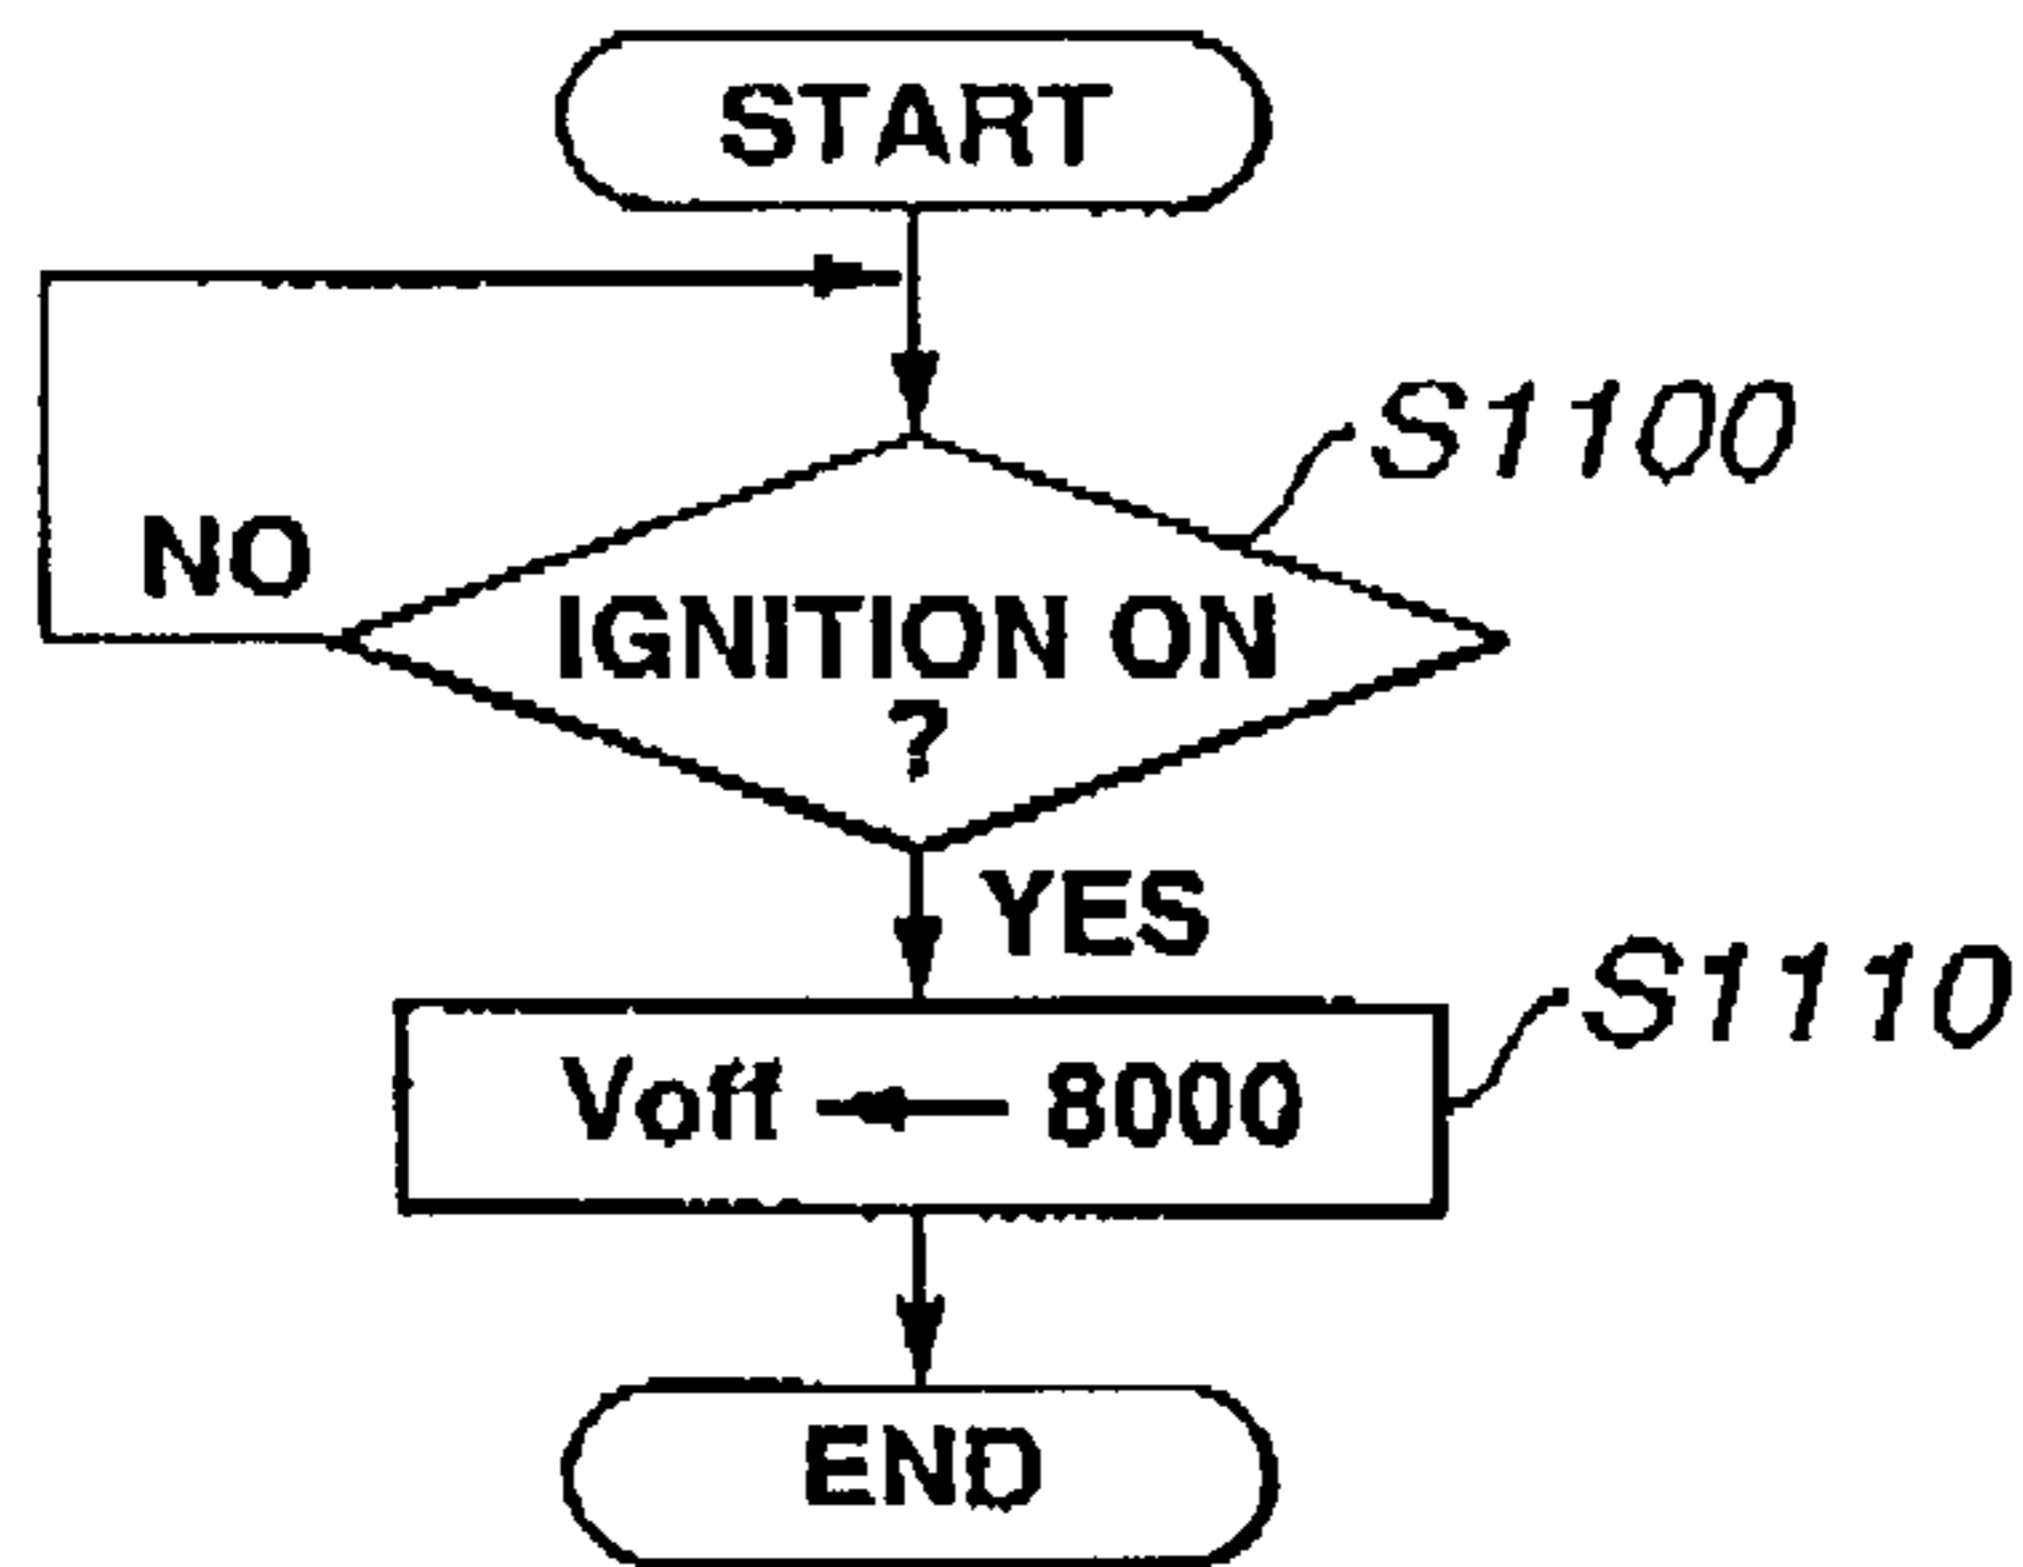 START
S1100
NO
IGNITION ON
?
YES
S1110
Voff ← 8000
END